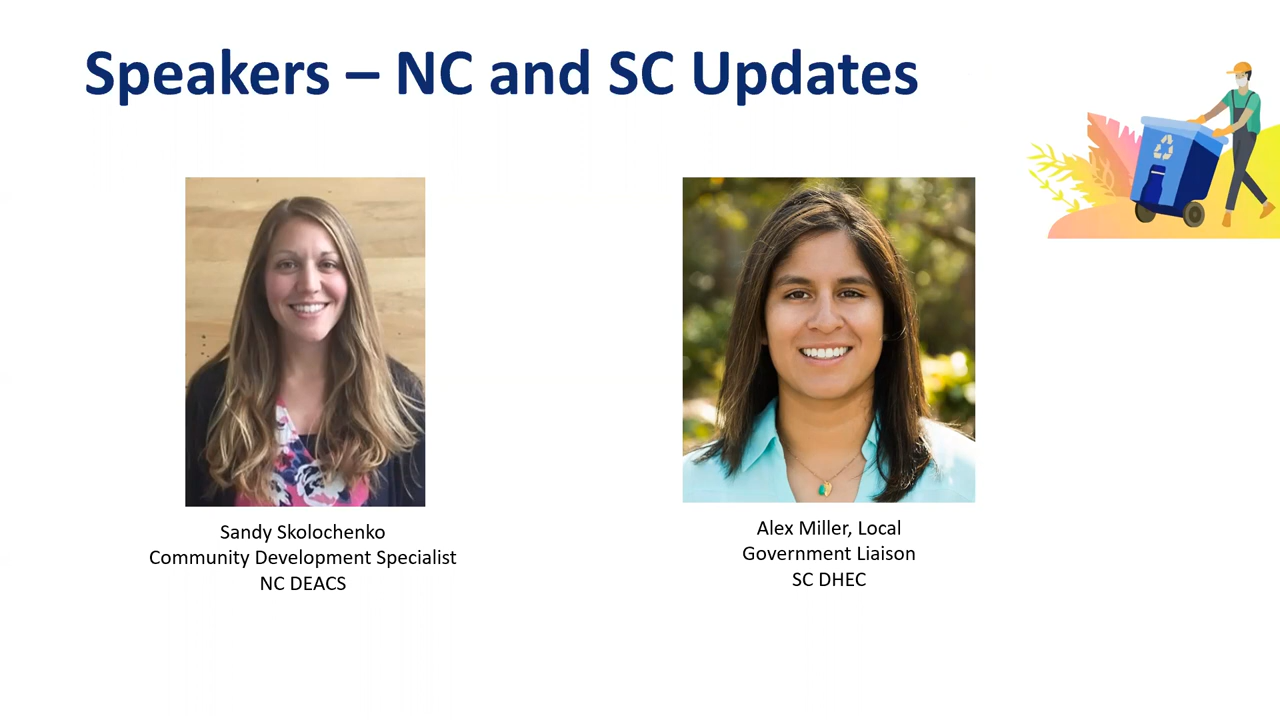 Speakers – NC and SC Updates
Sandy Skolochenko
Community Development Specialist
NC DEACS
Alex Miller, Local
Government Liaison
SC DHEC